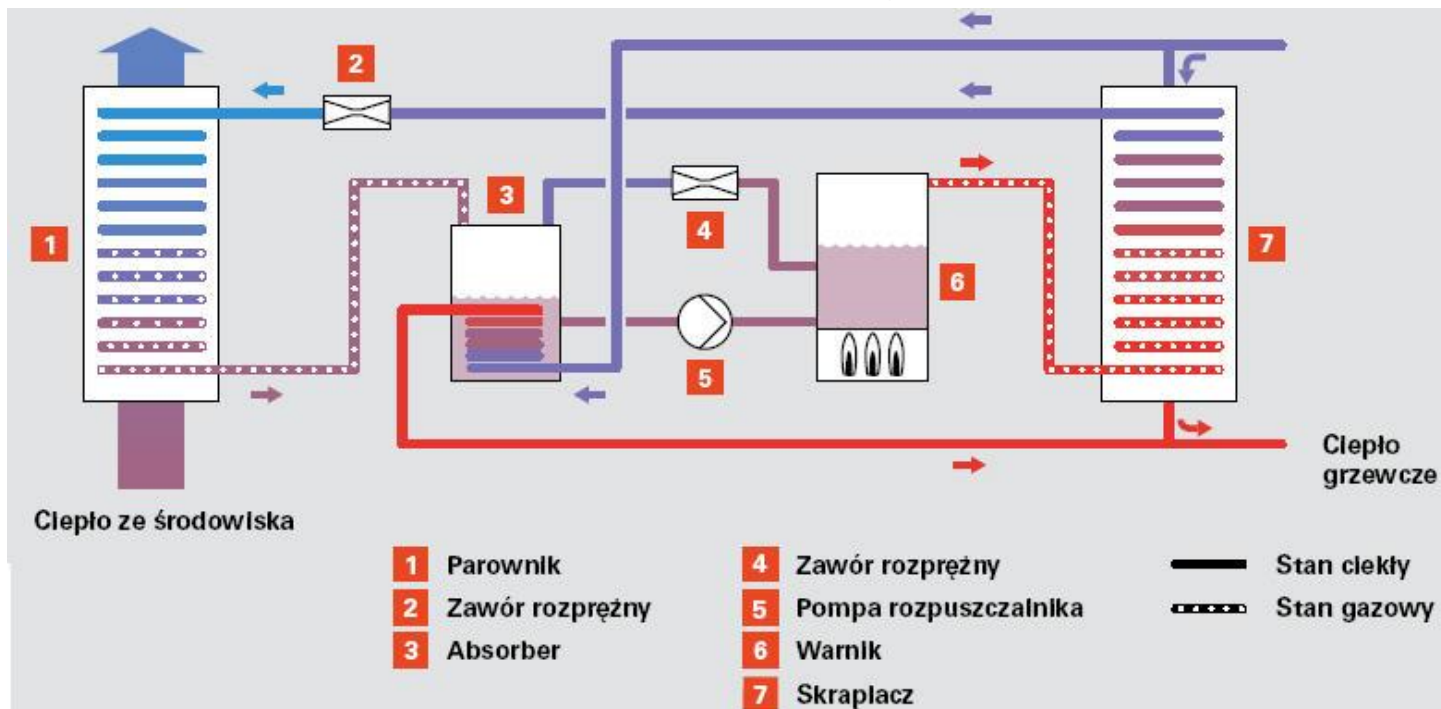 2
3
4
1
7
6
5
Ciepło
grzewcze
Ciepło ze środowiska
1 Parownik
2 Zawór rozprężny
3 Absorber
4 Zawór rozprężny
5 Pompa rozpuszczalnika
6 Warnik
7 Skraplacz
Stan ciekły
Stan gazowy